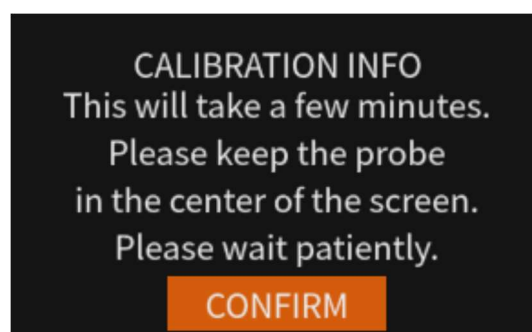 CALIBRATION INFO
This will take a few minutes.
Please keep the probe
in the center of the screen.
Please wait patiently.
CONFIRM